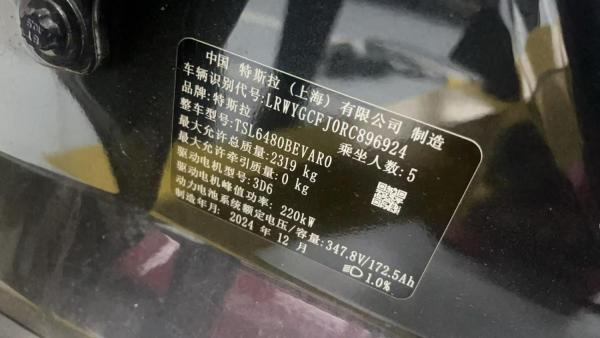 中国 特斯拉 (上海) 有限公司 制造
车辆识别代号:LRWYGCFJ0RC896924
品牌:特斯拉 乘坐人数:5
整车型号:TSL6480BEVAR0
最大允许总质量:2319 kg
最大允许牵引质量:0 kg
驱动电机型号:3D6
驱动电机峰值功率: 220kW
动力电池系统额定电压/容量:347.8V/172.5Ah
制造年月: 2024 年 12 月
1.0%